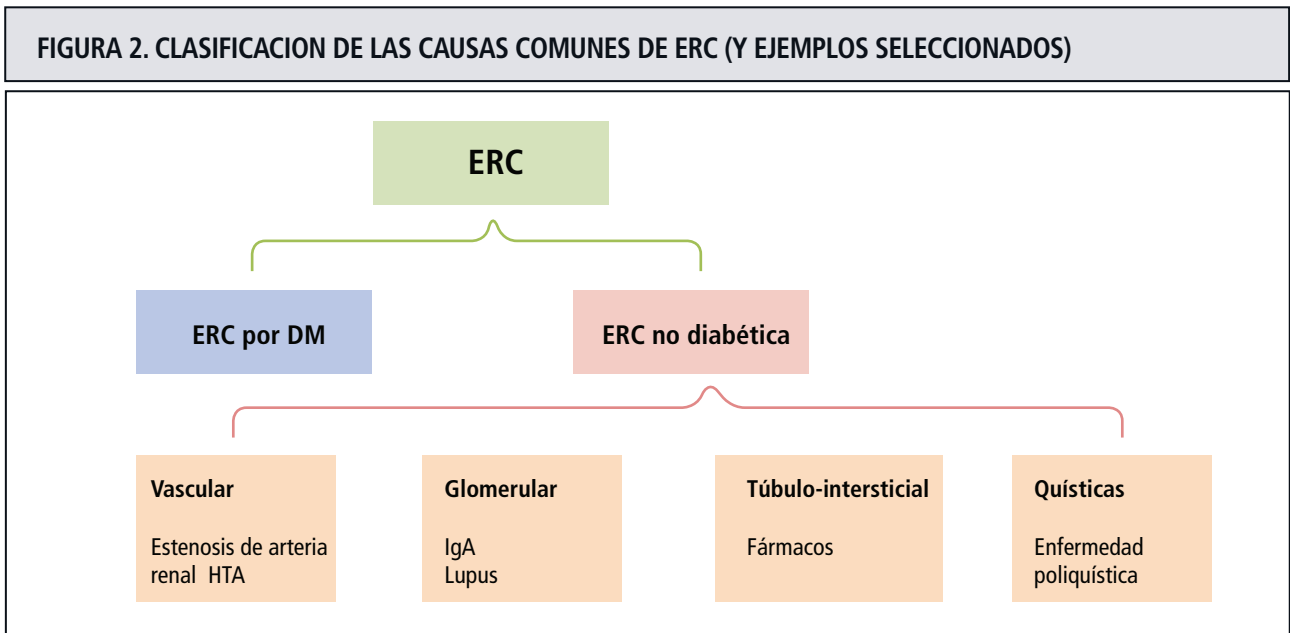 FIGURA 2. CLASIFICACION DE LAS CAUSAS COMUNES DE ERC (Y EJEMPLOS SELECCIONADOS)
ERC
ERC por DM
ERC no diabética
Vascular
Estenosis de arteria
renal HTA
Glomerular
IgA
Lupus
Túbulo-intersticial
Fármacos
Quísticas
Enfermedad
poliquística